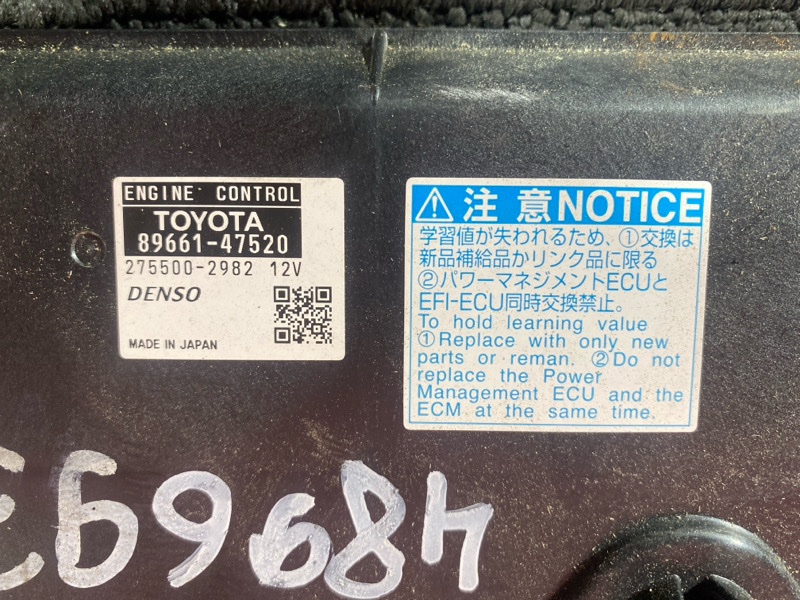 ENGINE CONTROL
TOYOTA
89661-47520
275500-2982 12V
DENSO
MADE IN JAPAN
⚠注意NOTICE
学習値が失われるため、①交換は
新品補給品かリンク品に限る
②パワーマネジメントECUと
EFI-ECU同時交換禁止。
To hold learning value
①Replace with only new
parts or reman. ②Do not
replace the Power
Management ECU and the
ECM at the same time.